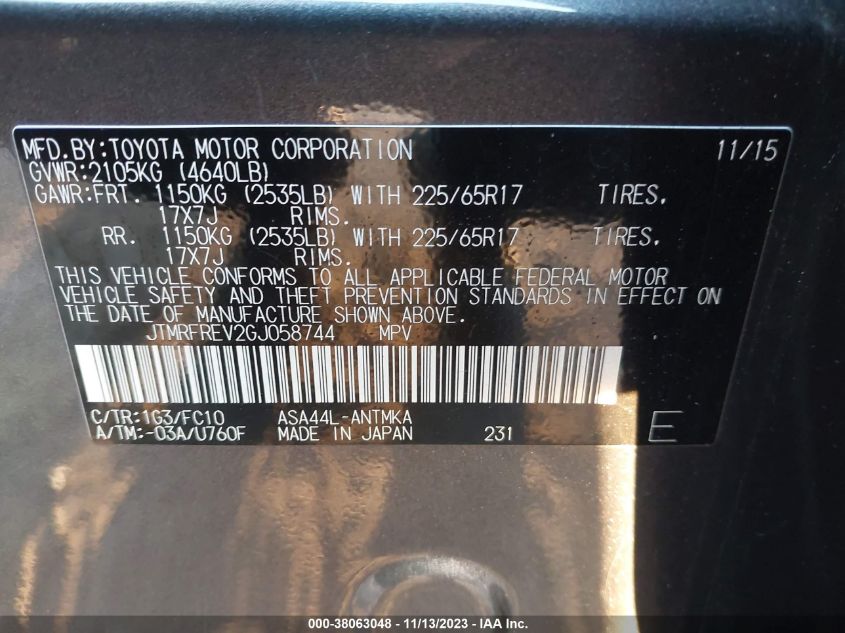 MFD.BY:TOYOTA MOTOR CORPORATION 11/15
GVWR:2105KG (4640LB)
GAWR:FRT. 1150KG (2535LB) WITH 225/65R17 TIRES.
17X7J RIMS.
RR. 1150KG (2535LB) WITH 225/65R17 TIRES.
17X7J RIMS.
THIS VEHICLE CONFORMS TO ALL APPLICABLE FEDERAL MOTOR
VEHICLE SAFETY AND THEFT PREVENTION STANDARDS IN EFFECT ON
THE DATE OF MANUFACTURE SHOWN ABOVE.
JTMRFREV2GJ058744 MPV
C/TR:1G3/FC10 ASA44L-ANTMKA
A/TM:-03A/U760F MADE IN JAPAN 231 E
000-38063048 - 11/13/2023 - IAA Inc.